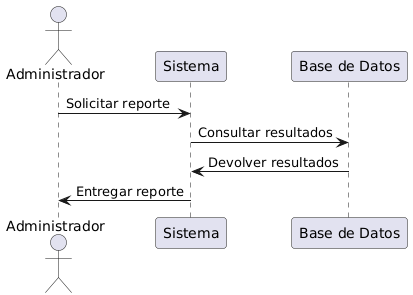 Administrador
Sistema
Base de Datos
Solicitar reporte
Consultar resultados
Devolver resultados
Entregar reporte
Administrador
Sistema
Base de Datos